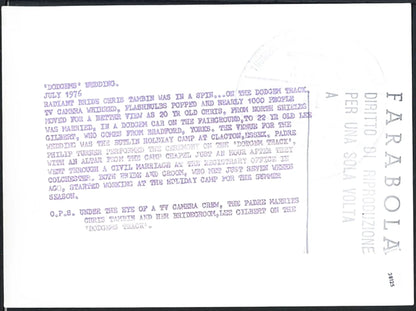 'DODGEMS' WEDDING.
JULY 1976
RADIANT BRIDE CHRIS TAMBIN WAS IN A SPIN...ON THE DODGEM TRACK.
TV CAMERA WHIRRED, FLASHBULBS POPPED AND NEARLY 1000 PEOPLE
MOVED FOR A BETTER VIEW AS 20 YR OLD CHRIS, FROM NORTH SHIELDS
WAS MARRIED, IN A DODGEM CAR ON THE FAIRGROUND, TO 22 YR OLD LEE
GILBERT, WHO COMES FROM BRADFORD, YORKS. THE VENUE FOR THE
WEDDING WAS THE BUTLIN HOLIDAY CAMP AT CLACTON, ESSEX. PADRE
PHILIP TURNER PERFORMED THE CEREMONY ON THE 'DODGEM TRACK',
WITH AN ALTAR FROM THE CAMP CHAPEL JUST AN HOUR AFTER THEY
WENT THROUGH A CIVIL MARRIAGE AT THE REGISTRARY OFFICE IN
COLCHESTER. BOTH BRIDE AND GROOM, WHO MET JUST SEVEN WEEKS
AGO, STARTED WORKING AT THE HOLIDAY CAMP FOR THE SUMMER
SEASON.
O.P.S. UNDER THE EYE OF A TV CAMERA CREW, THE PADRE MARRIES
CHRIS TAMBIN AND HER BRIDEGROOM, LEE GILBERT ON THE
'DODGEMS TRACK'.
FARABOLA
DIRITTO DI RIPRODUZIONE
PER UNA SOLA VOLTA
A